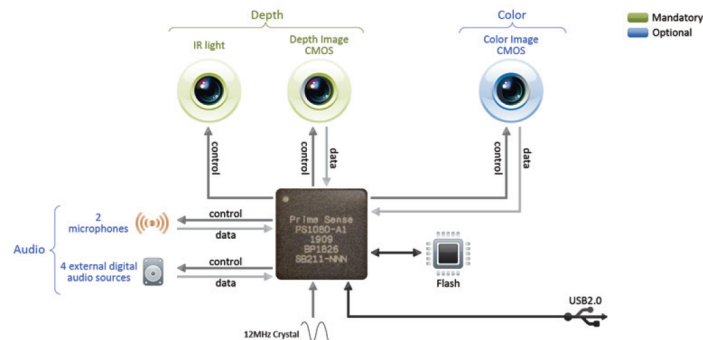 Depth
Color
Mandatory
Optional
IR light
Depth Image
CMOS
Color Image
CMOS
control
control
data
control
data
Audio
2
microphones
control
data
4 external digital
audio sources
control
data
Prime Sense
PS1080-A1
1909
BP1826
SB211-NNN
Flash
USB2.0
12MHz Crystal